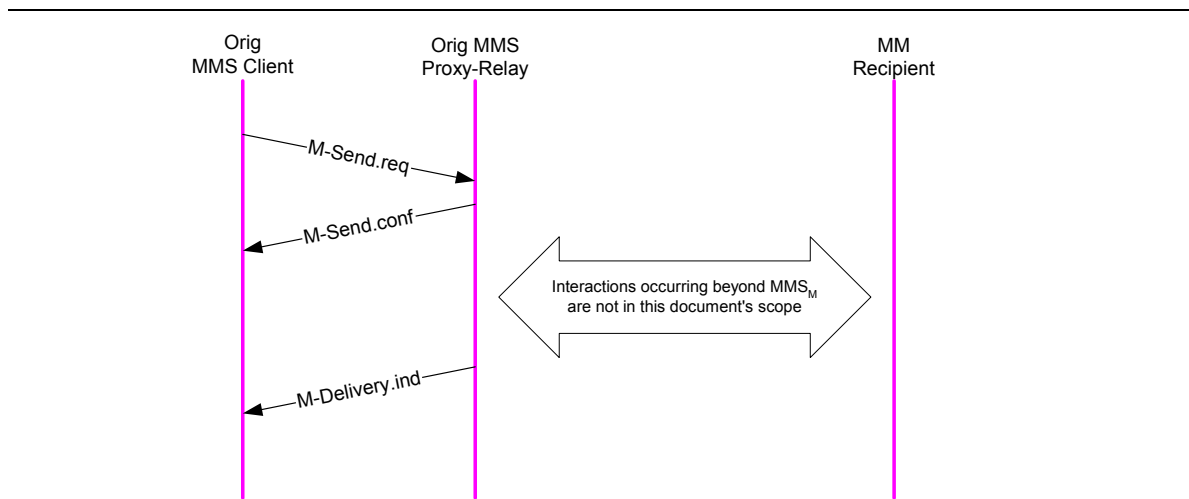 Orig
MMS Client
Orig MMS
Proxy-Relay
MM
Recipient
M-Send.req
M-Send.conf
Interactions occurring beyond MMSM
are not in this document's scope
M-Delivery.ind